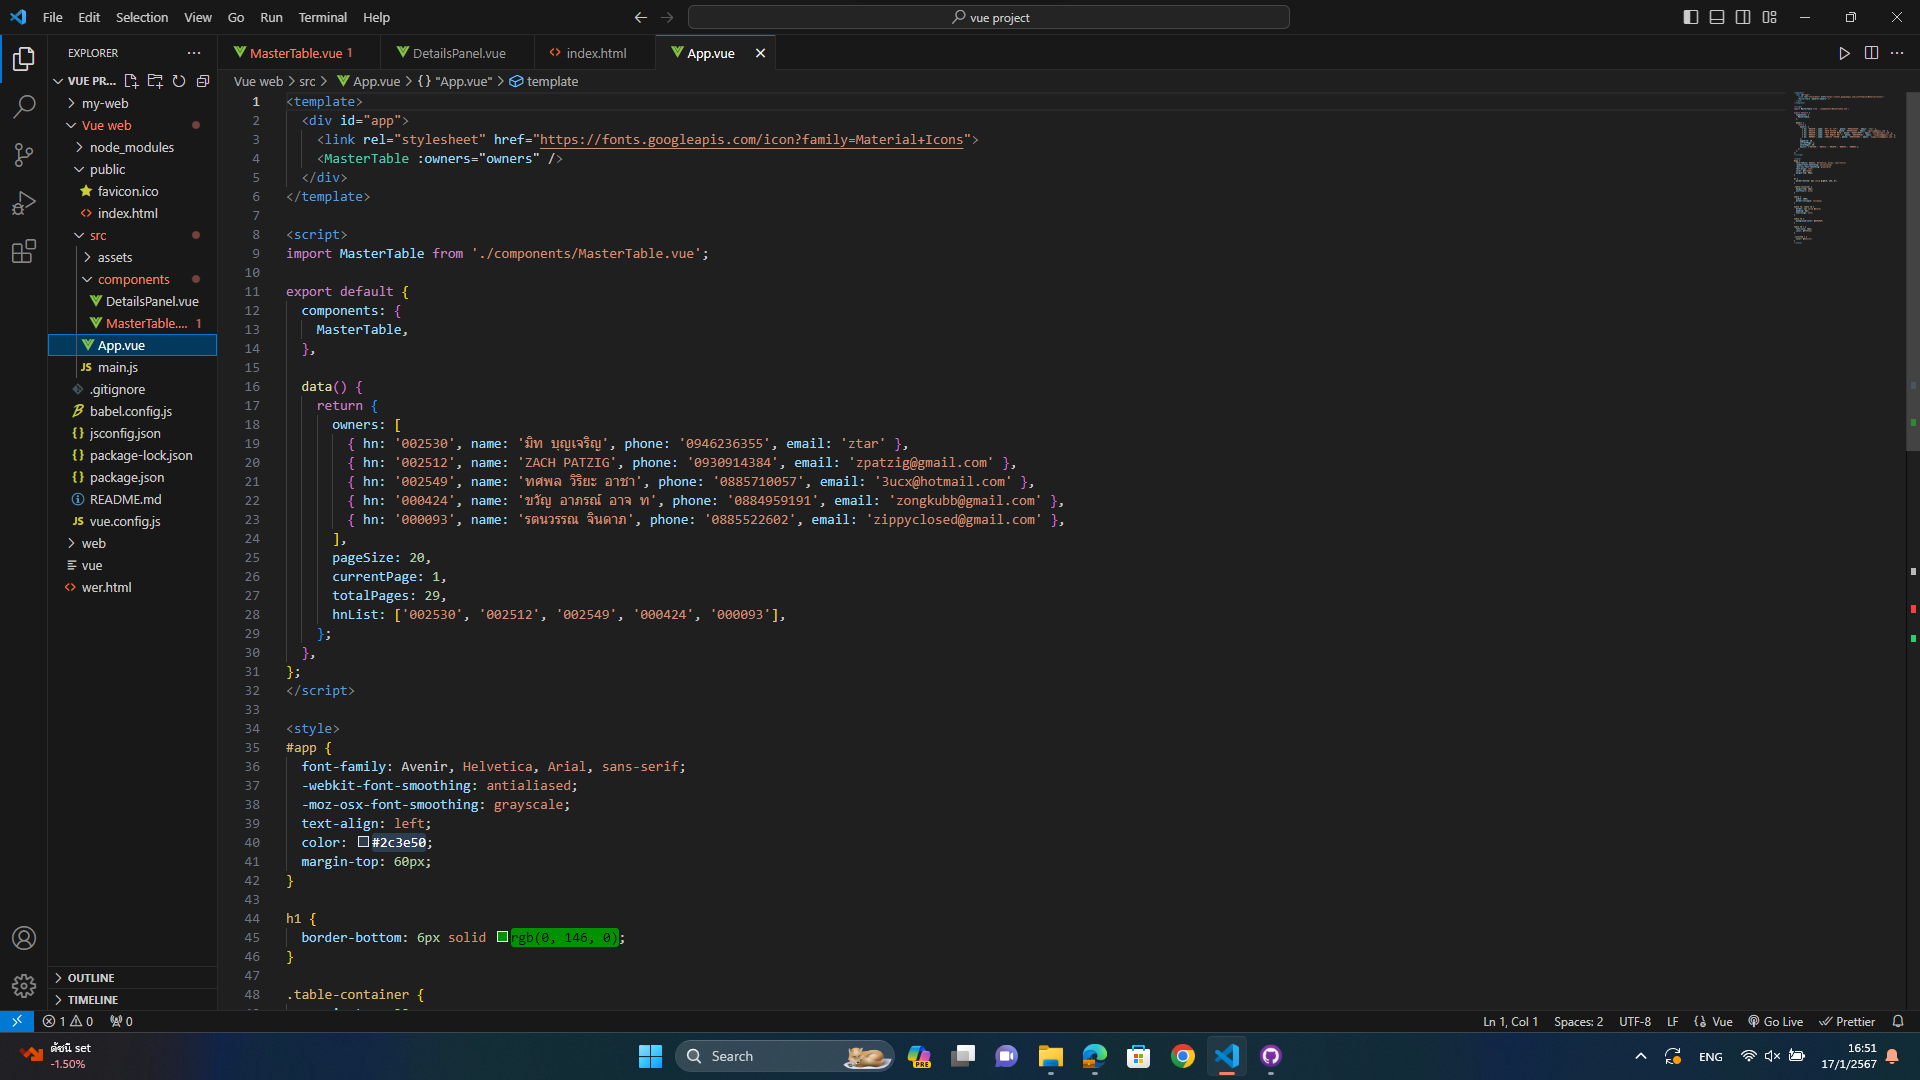 File Edit Selection View Go Run Terminal Help
vue project
EXPLORER
MasterTable.vue 1
DetailsPanel.vue
index.html
App.vue
VUE PR...
Vue web > src > App.vue > {} "App.vue" > template
my-web
Vue web
node_modules
public
favicon.ico
index.html
src
assets
components
DetailsPanel.vue
MasterTable.... 1
App.vue
main.js
.gitignore
babel.config.js
jsconfig.json
package-lock.json
package.json
README.md
vue.config.js
web
vue
wer.html
OUTLINE
TIMELINE
1 <template>
2 <div id="app">
3 <link rel="stylesheet" href="https://fonts.googleapis.com/icon?family=Material+Icons">
4 <MasterTable :owners="owners" />
5 </div>
6 </template>
7
8 <script>
9 import MasterTable from './components/MasterTable.vue';
10
11 export default {
12 components: {
13 MasterTable,
14 },
15
16 data() {
17 return {
18 owners: [
19 { hn: '002530', name: 'มิท บุญเจริญ', phone: '0946236355', email: 'ztar' },
20 { hn: '002512', name: 'ZACH PATZIG', phone: '0930914384', email: 'zpatzig@gmail.com' },
21 { hn: '002549', name: 'ทศพล วิริยะ อาชา', phone: '0885710057', email: '3ucx@hotmail.com' },
22 { hn: '000424', name: 'ขวัญ อาภรณ์ อาจ ท', phone: '0884959191', email: 'zongkubb@gmail.com' },
23 { hn: '000093', name: 'รตนวรรณ จินดาภ', phone: '0885522602', email: 'zippyclosed@gmail.com' },
24 ],
25 pageSize: 20,
26 currentPage: 1,
27 totalPages: 29,
28 hnList: ['002530', '002512', '002549', '000424', '000093'],
29 };
30 },
31 };
32 </script>
33
34 <style>
35 #app {
36 font-family: Avenir, Helvetica, Arial, sans-serif;
37 -webkit-font-smoothing: antialiased;
38 -moz-osx-font-smoothing: grayscale;
39 text-align: left;
40 color: #2c3e50;
41 margin-top: 60px;
42 }
43
44 h1 {
45 border-bottom: 6px solid rgb(0, 146, 0);
46 }
47
48 .table-container {
1 0 0
Ln 1, Col 1 Spaces: 2 UTF-8 LF {} Vue Go Live Prettier
ดัชนี set
-1.50%
Search
PRE
ENG
16:51
17/1/2567